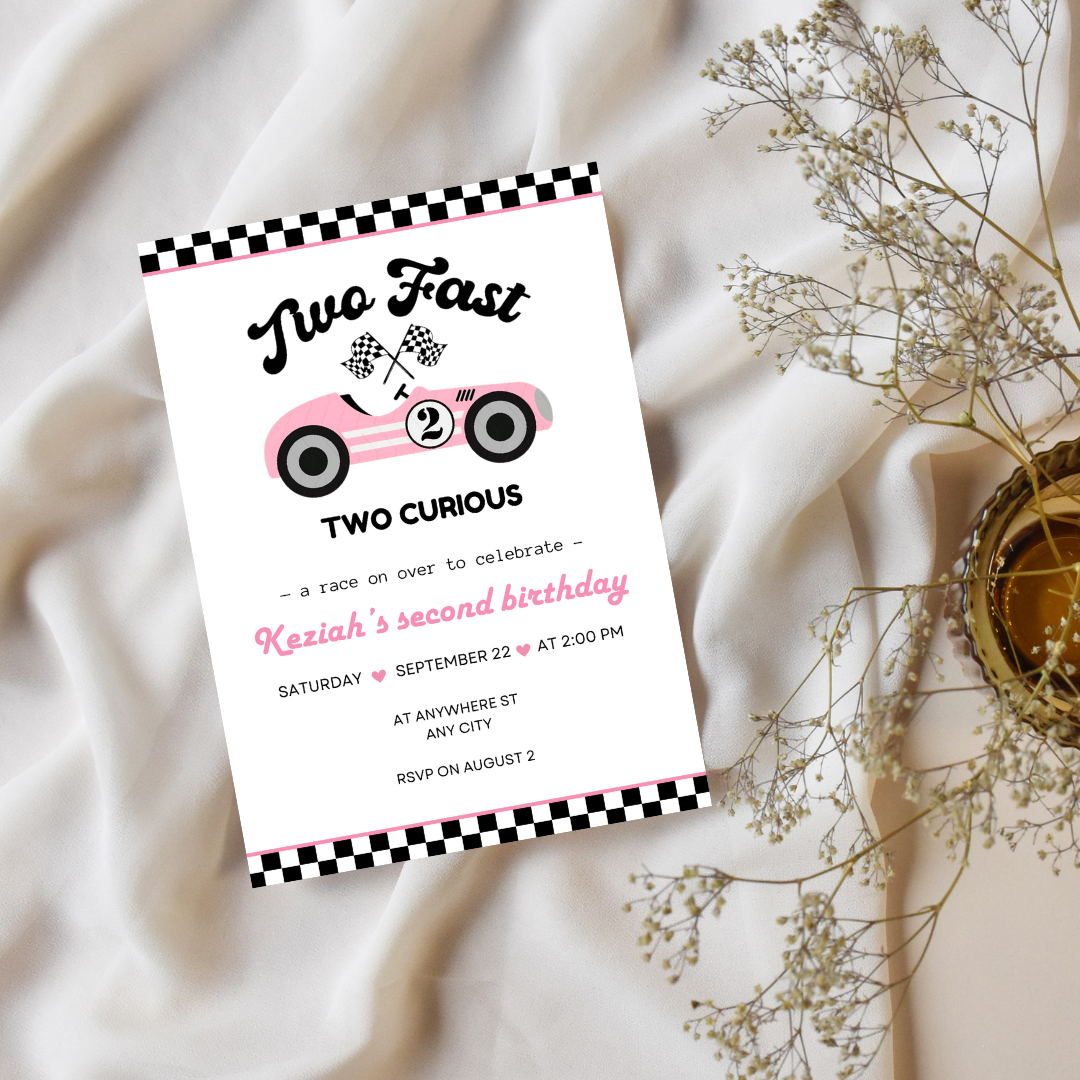 Two Fast
2
TWO CURIOUS
— a race on over to celebrate —
Keziah's second birthday
SATURDAY ♥ SEPTEMBER 22 ♥ AT 2:00 PM
AT ANYWHERE ST
ANY CITY
RSVP ON AUGUST 2